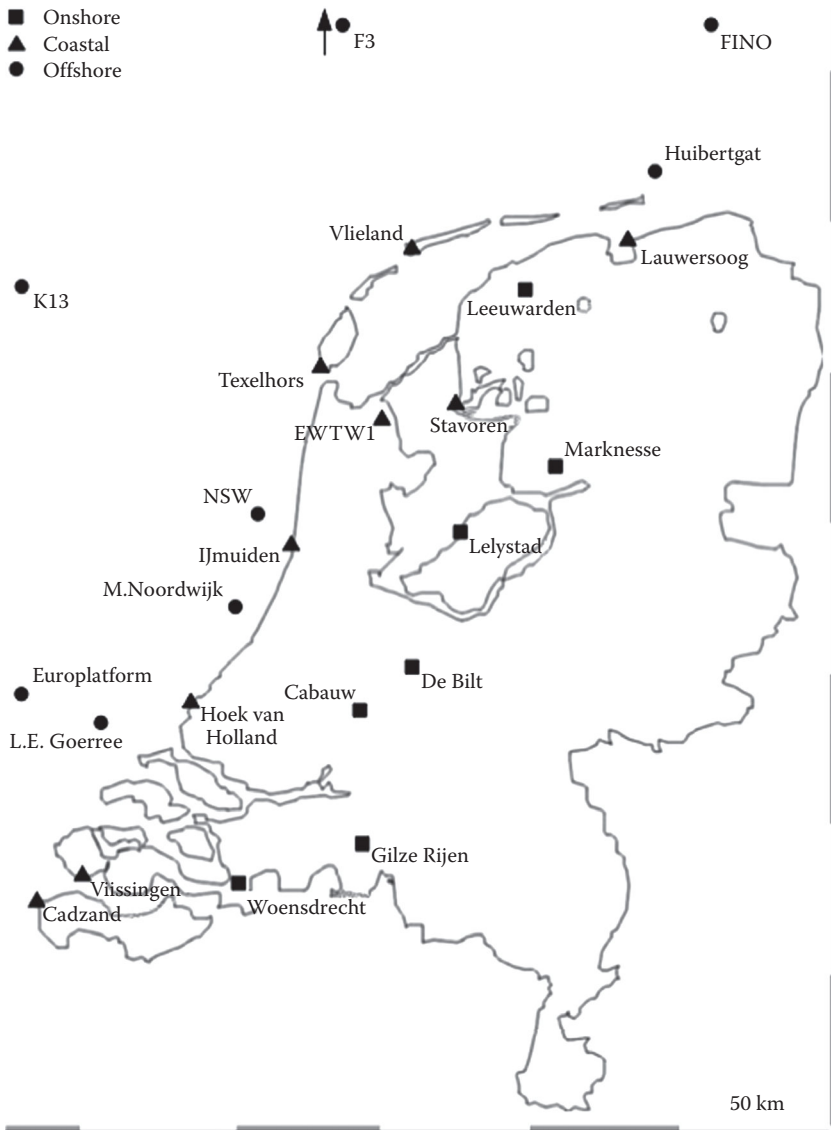 Onshore
Coastal
Offshore
F3
FINO
Huibertgat
Vlieland
Lauwersoog
K13
Leeuwarden
Texelhors
EWTW1
Stavoren
Marknesse
NSW
IJmuiden
Lelystad
M.Noordwijk
Europlatform
De Bilt
Cabauw
Hoek van
Holland
L.E. Goerree
Gilze Rijen
Viissingen
Woensdrecht
Cadzand
50 km